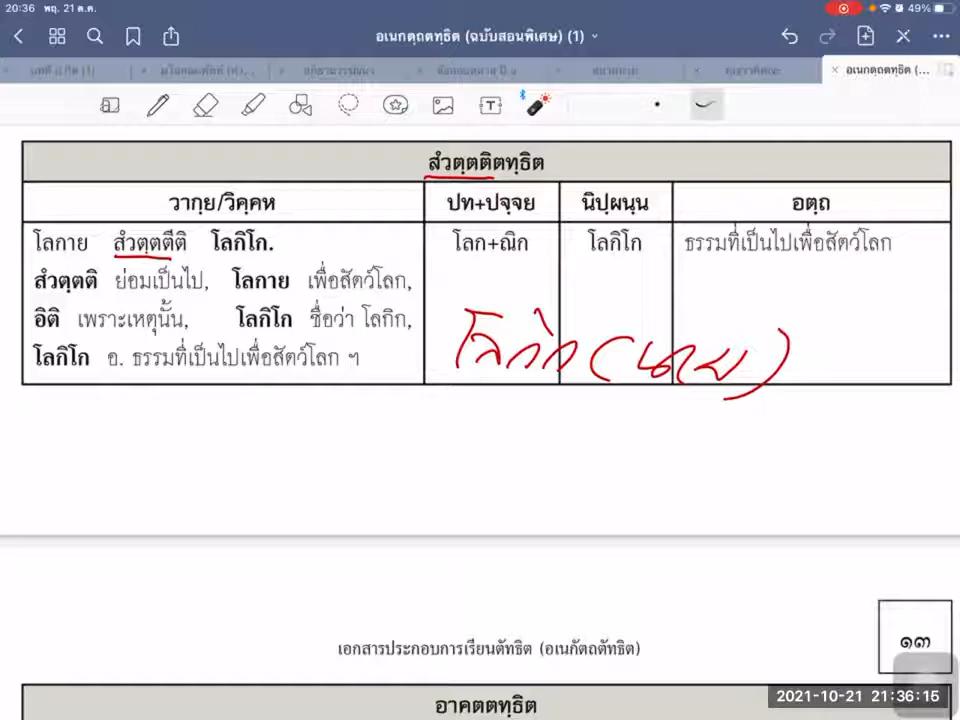 20:36 พฤ. 21 ต.ค.
49%
อเนกตฺถตทฺธิต (ฉบับสอนพิเศษ) (1)
อเนกตฺถตทฺธิต (...
สํวตฺตติตทฺธิต
วากฺย/วิคฺคห ปท+ปจฺจย นิปฺผนฺน อตฺถ
โลกาย สํวตฺตตีติ โลกิโก. โลก+ณิก โลกิโก ธรรมที่เป็นไปเพื่อสัตว์โลก
สํวตฺตติ ย่อมเป็นไป, โลกาย เพื่อสัตว์โลก,
อิติ เพราะเหตุนั้น, โลกิโก ชื่อว่า โลกิก,
โลกิโก อ. ธรรมที่เป็นไปเพื่อสัตว์โลก ฯ
๑๓
เอกสารประกอบการเรียนตัทธิต (อเนกัตถตัทธิต)
2021-10-21 21:36:15
อาคตตทฺธิต